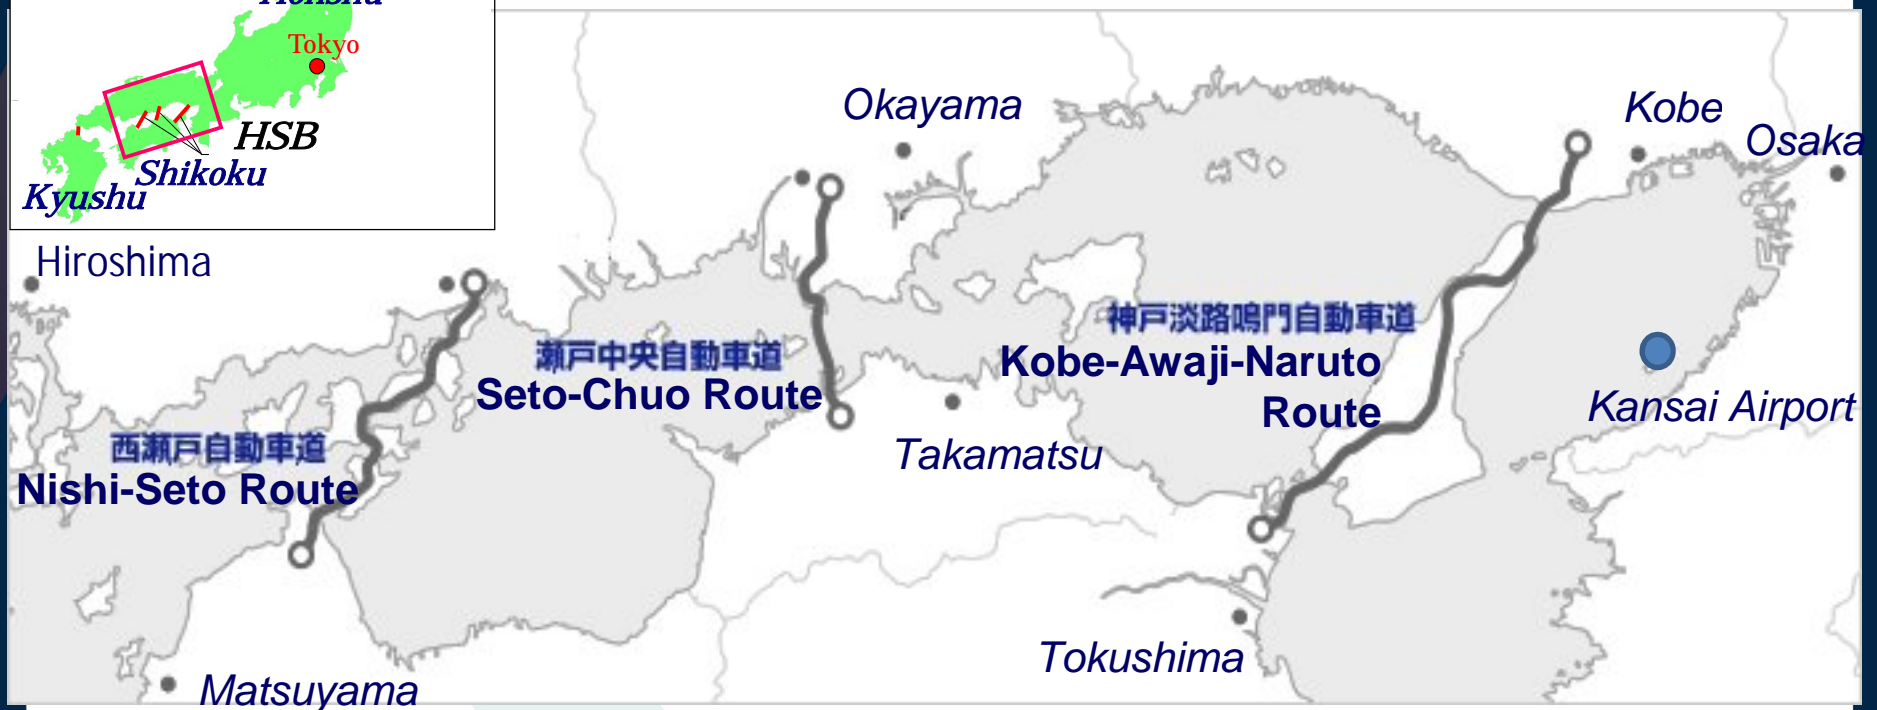 Honshu
Tokyo
HSB
Shikoku
Kyushu
Hiroshima
Okayama
Kobe
Osaka
神戸淡路鳴門自動車道
Kobe-Awaji-Naruto
Route
瀬戸中央自動車道
Seto-Chuo Route
Kansai Airport
西瀬戸自動車道
Nishi-Seto Route
Takamatsu
Tokushima
Matsuyama